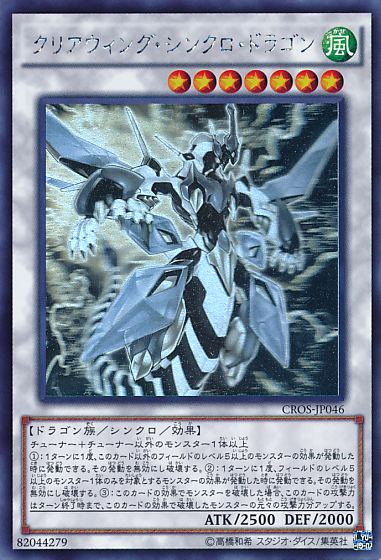 クリアウィング・シンクロ・ドラゴン
風
CROS-JP046
【ドラゴン族／シンクロ／効果】
チューナー＋チューナー以外のモンスター1体以上
①：1ターンに1度、このカード以外のフィールドのレベル5以上のモンスターの効果が発動した
時に発動できる。その発動を無効にし破壊する。②：1ターンに1度、フィールドのレベル5
以上のモンスター1体のみを対象とするモンスターの効果が発動した時に発動できる。その発動を
無効にし破壊する。③：このカードの効果でモンスターを破壊した場合、このカードの攻撃力
はターン終了時まで、このカードの効果で破壊したモンスターの元々の攻撃力分アップする。
ATK/2500 DEF/2000
82044279
©高橋和希 スタジオ・ダイス/集英社